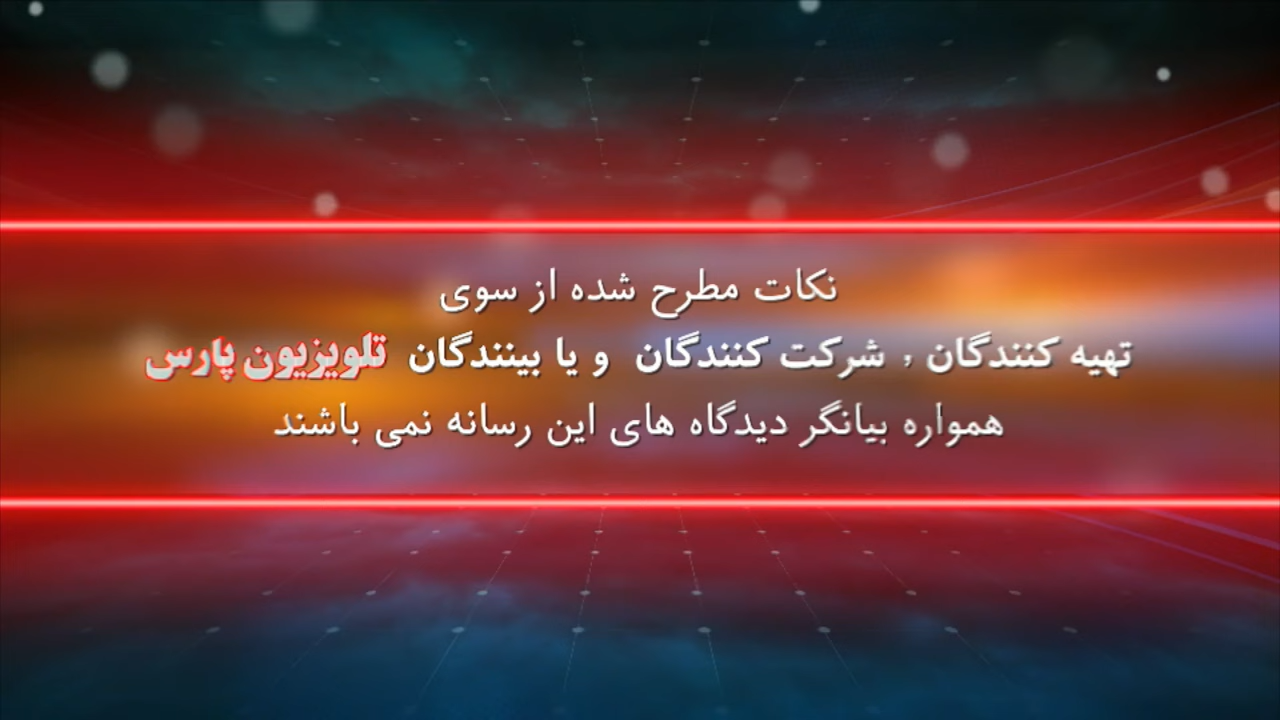 نکات مطرح شده از سوی
تهیه کنندگان , شرکت کنندگان و یا بینندگان تلویزیون پارس
همواره بیانگر دیدگاه های این رسانه نمی باشند